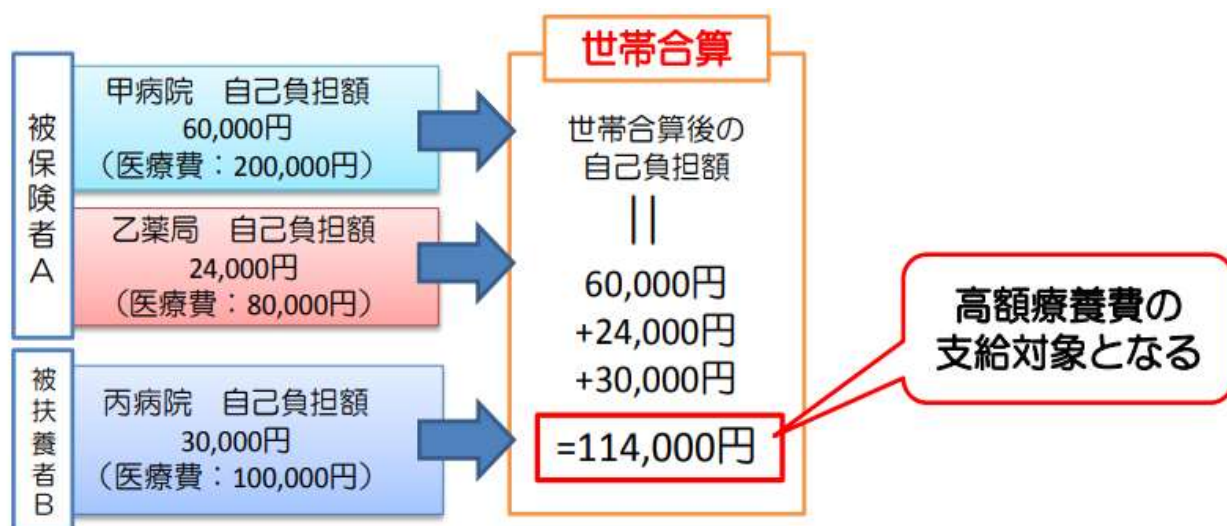 被保険者A
甲病院　自己負担額
60,000円
（医療費：200,000円）
乙薬局　自己負担額
24,000円
（医療費：80,000円）
被扶養者B
丙病院　自己負担額
30,000円
（医療費：100,000円）
世帯合算
世帯合算後の
自己負担額
||
60,000円
+24,000円
+30,000円
=114,000円
高額療養費の
支給対象となる